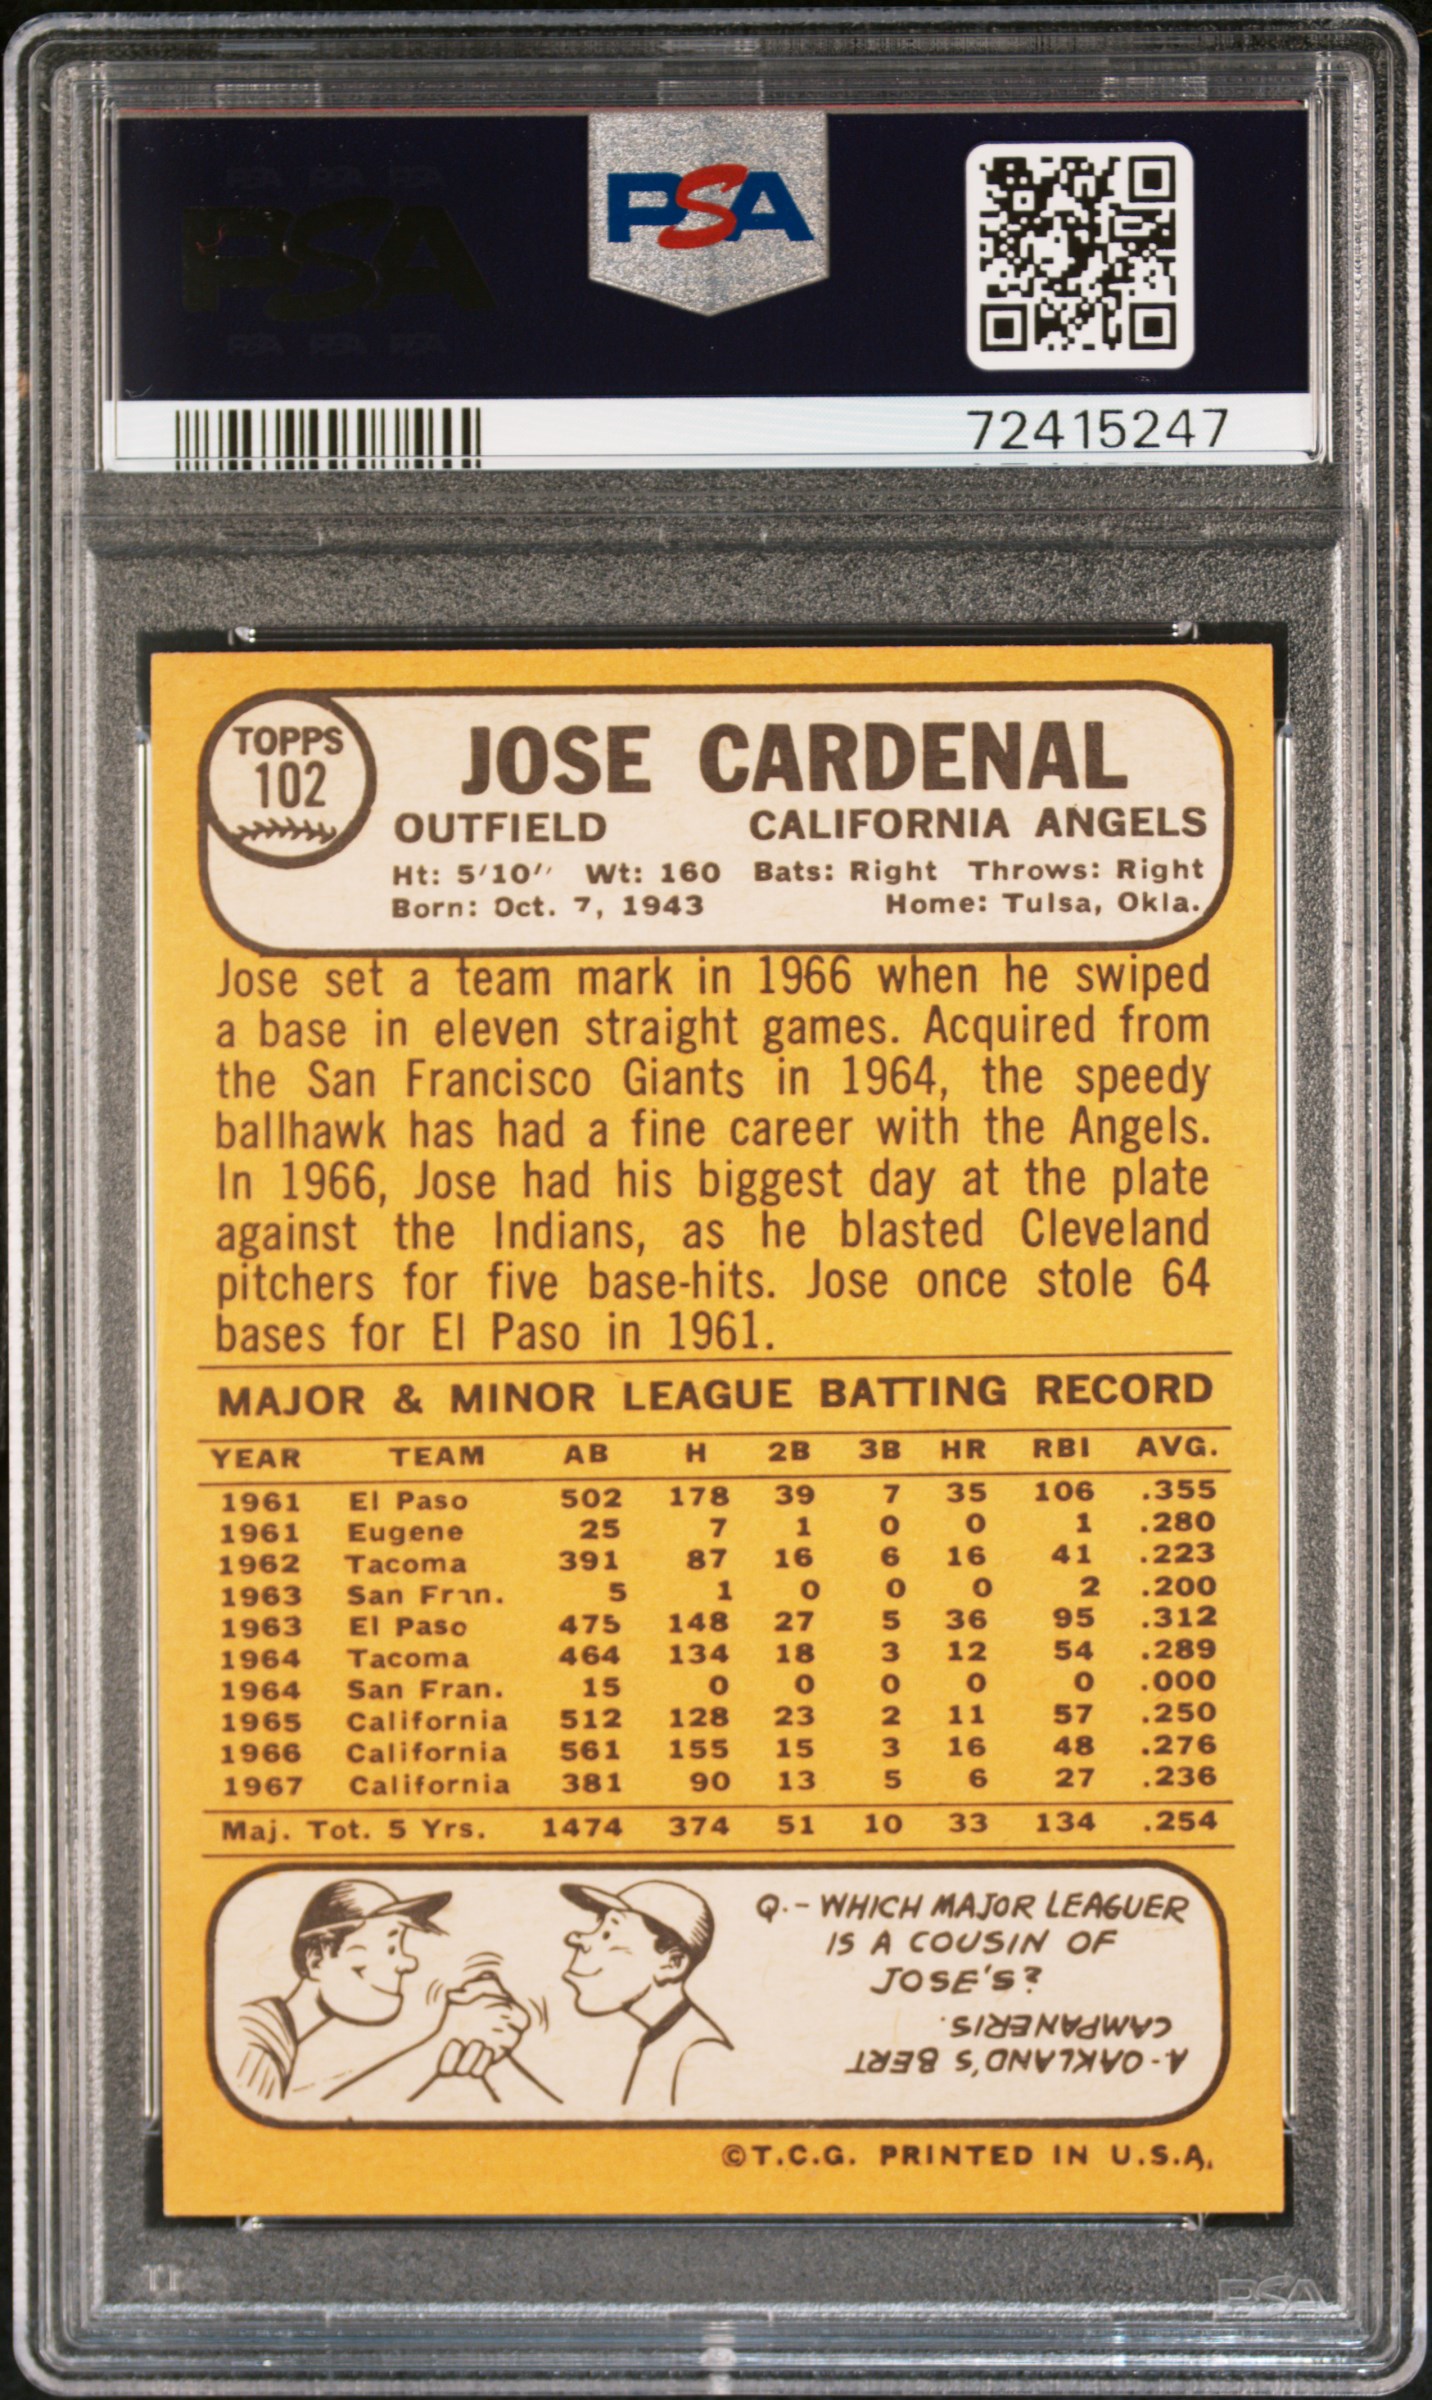 PSA
PSA
72415247
TOPPS
102
JOSE CARDENAL
OUTFIELD CALIFORNIA ANGELS
Ht: 5'10" Wt: 160 Bats: Right Throws: Right
Born: Oct. 7, 1943 Home: Tulsa, Okla.
Jose set a team mark in 1966 when he swiped
a base in eleven straight games. Acquired from
the San Francisco Giants in 1964, the speedy
ballhawk has had a fine career with the Angels.
In 1966, Jose had his biggest day at the plate
against the Indians, as he blasted Cleveland
pitchers for five base-hits. Jose once stole 64
bases for El Paso in 1961.
MAJOR & MINOR LEAGUE BATTING RECORD
YEAR TEAM AB H 2B 3B HR RBI AVG.
1961 El Paso 502 178 39 7 35 106 .355
1961 Eugene 25 7 1 0 0 1 .280
1962 Tacoma 391 87 16 6 16 41 .223
1963 San Fran. 5 1 0 0 0 2 .200
1963 El Paso 475 148 27 5 36 95 .312
1964 Tacoma 464 134 18 3 12 54 .289
1964 San Fran. 15 0 0 0 0 0 .000
1965 California 512 128 23 2 11 57 .250
1966 California 561 155 15 3 16 48 .276
1967 California 381 90 13 5 6 27 .236
Maj. Tot. 5 Yrs. 1474 374 51 10 33 134 .254
Q.- WHICH MAJOR LEAGUER
IS A COUSIN OF
JOSE'S?
A-OAKLAND'S BERT
CAMPANERIS.
©T.C.G. PRINTED IN U.S.A.
PSA